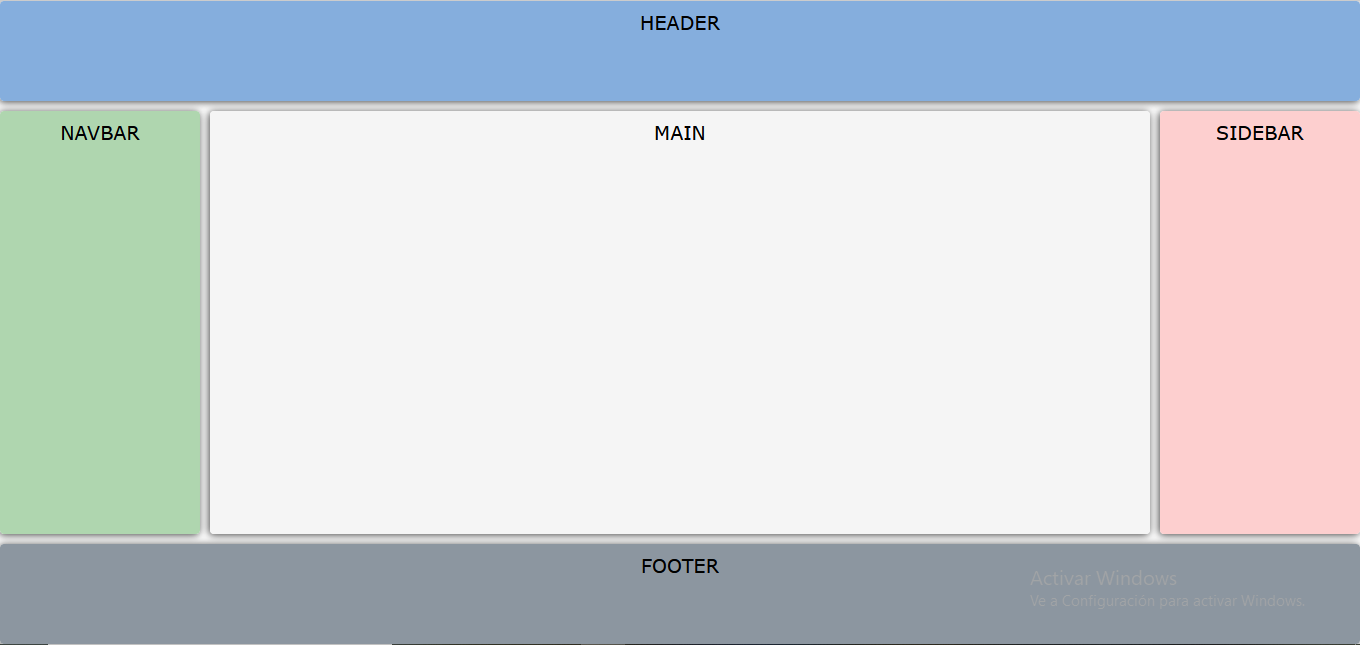 HEADER
NAVBAR
MAIN
SIDEBAR
FOOTER
Activar Windows
Ve a Configuración para activar Windows.